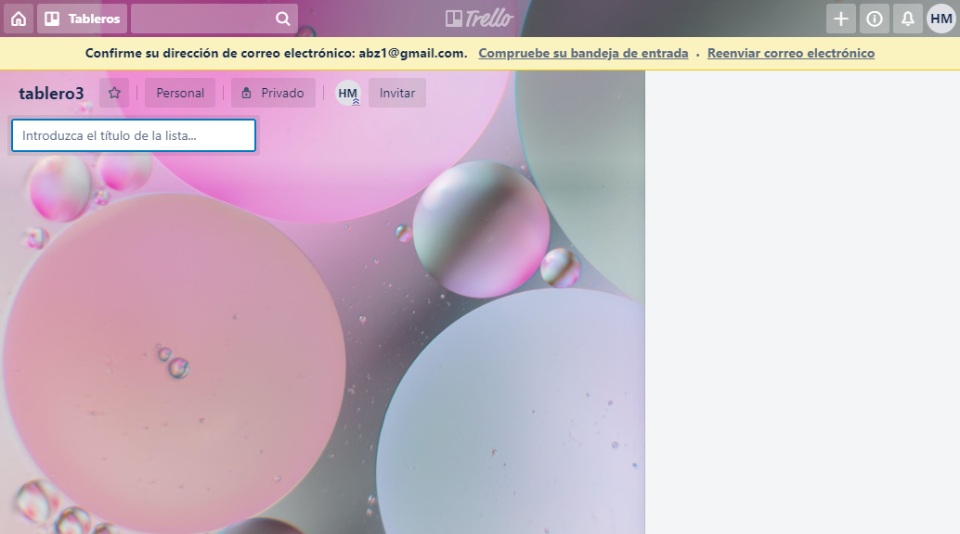 Tableros
Trello
HM
Confirme su dirección de correo electrónico: abz1@gmail.com. Compruebe su bandeja de entrada • Reenviar correo electrónico
tablero3
Personal
Privado
HM
Invitar
Introduzca el título de la lista...